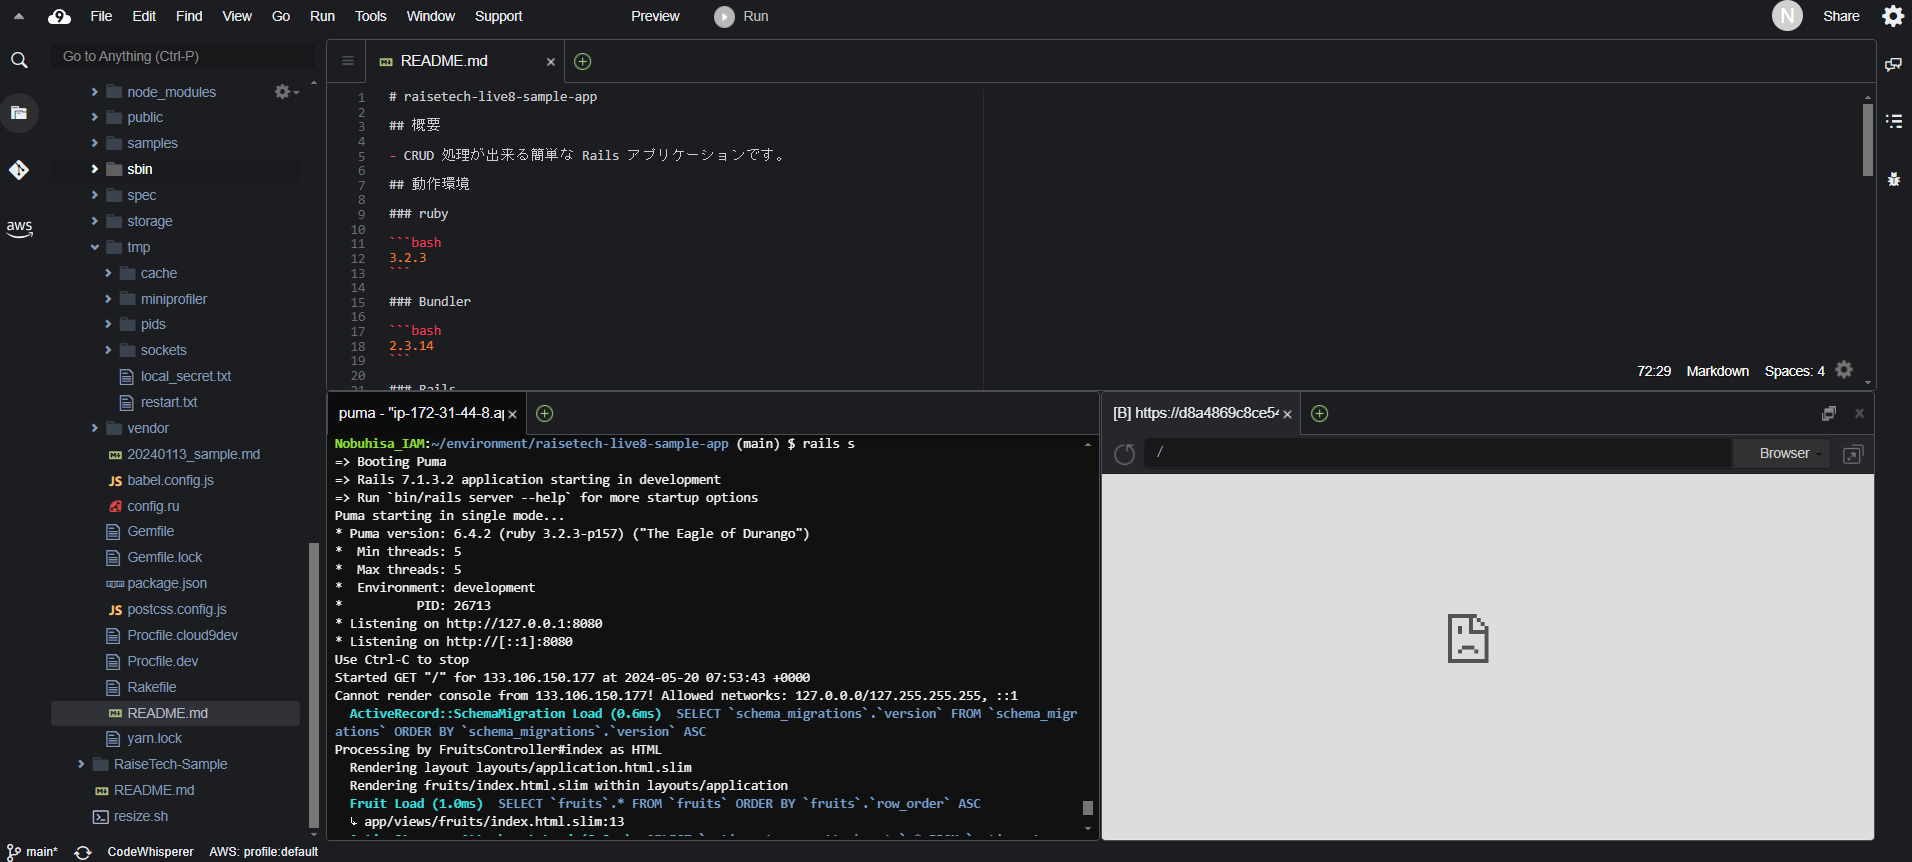 File Edit Find View Go Run Tools Window Support Preview Run N Share
Go to Anything (Ctrl-P)
aws
node_modules
public
samples
sbin
spec
storage
tmp
cache
miniprofiler
pids
sockets
local_secret.txt
restart.txt
vendor
20240113_sample.md
babel.config.js
config.ru
Gemfile
Gemfile.lock
package.json
postcss.config.js
Procfile.cloud9dev
Procfile.dev
Rakefile
README.md
yarn.lock
RaiseTech-Sample
README.md
resize.sh
README.md
1 # raisetech-live8-sample-app
2
3 ## 概要
4
5 - CRUD 処理が出来る簡単な Rails アプリケーションです。
6
7 ## 動作環境
8
9 ### ruby
10
11 ```bash
12 3.2.3
13 ```
14
15 ### Bundler
16
17 ```bash
18 2.3.14
19 ```
20
21 ### Rails
72:29 Markdown Spaces: 4
puma - "ip-172-31-44-8.ap
Nobuhisa_IAM:~/environment/raisetech-live8-sample-app (main) $ rails s
=> Booting Puma
=> Rails 7.1.3.2 application starting in development
=> Run `bin/rails server --help` for more startup options
Puma starting in single mode...
* Puma version: 6.4.2 (ruby 3.2.3-p157) ("The Eagle of Durango")
* Min threads: 5
* Max threads: 5
* Environment: development
* PID: 26713
* Listening on http://127.0.0.1:8080
* Listening on http://[::1]:8080
Use Ctrl-C to stop
Started GET "/" for 133.106.150.177 at 2024-05-20 07:53:43 +0000
Cannot render console from 133.106.150.177! Allowed networks: 127.0.0.0/127.255.255.255, ::1
ActiveRecord::SchemaMigration Load (0.6ms) SELECT `schema_migrations`.`version` FROM `schema_migr
ations` ORDER BY `schema_migrations`.`version` ASC
Processing by FruitsController#index as HTML
Rendering layout layouts/application.html.slim
Rendering fruits/index.html.slim within layouts/application
Fruit Load (1.0ms) SELECT `fruits`.* FROM `fruits` ORDER BY `fruits`.`row_order` ASC
↳ app/views/fruits/index.html.slim:13
[B] https://d8a4869c8ce54
/
Browser
main* CodeWhisperer AWS: profile:default